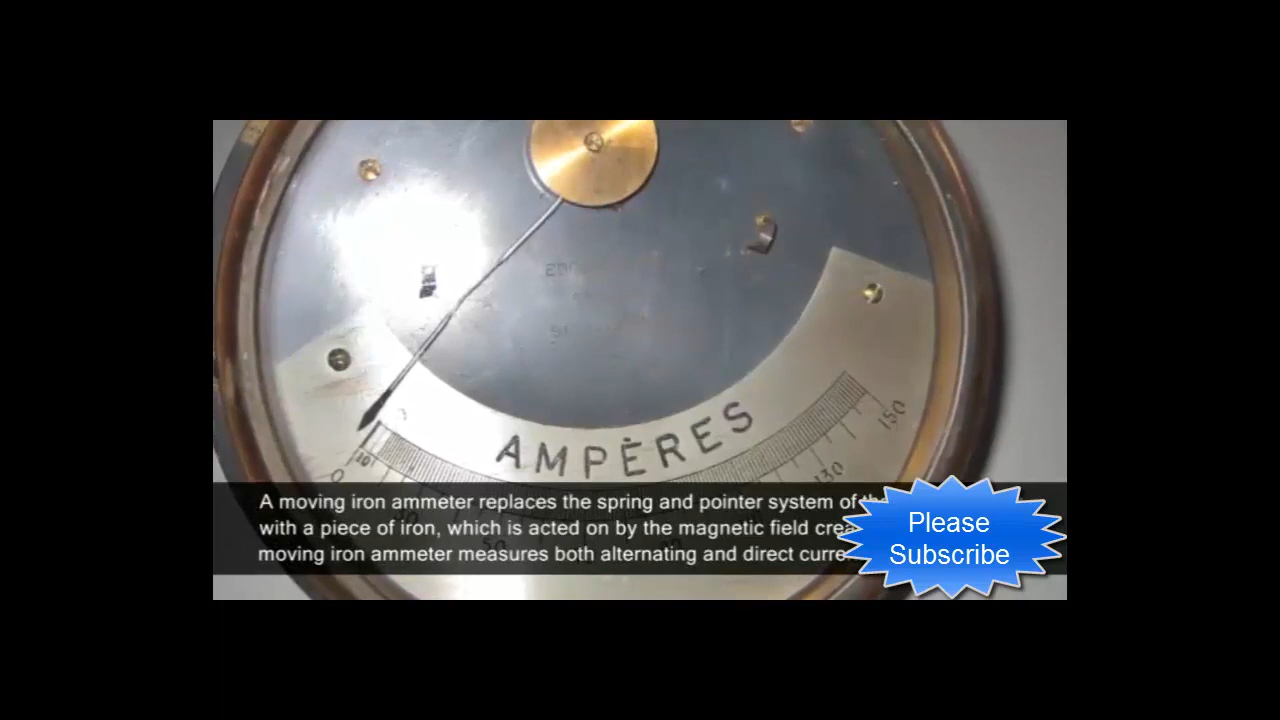 AMPÈRES
0
10
130
150
A moving iron ammeter replaces the spring and pointer system of
with a piece of iron, which is acted on by the magnetic field
moving iron ammeter measures both alternating and direct
Please
Subscribe